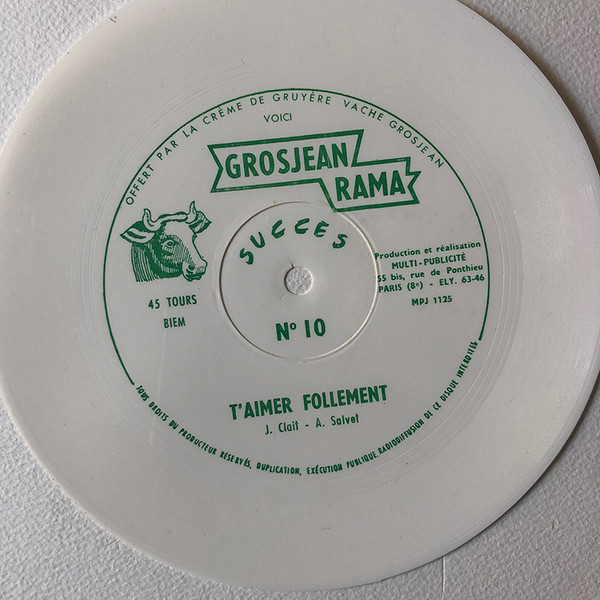 OFFERT PAR LA CRÈME DE GRUYÈRE VACHE GROSJEAN
VOICI
GROSJEAN
RAMA
SUCCES
Production et réalisation
MULTI-PUBLICITÉ
55 bis, rue de Ponthieu
PARIS (8e) - ELY. 63-46
MPJ 1125
45 TOURS
BIEM
No 10
T'AIMER FOLLEMENT
J. Clait - A. Salvet
TOUS DROITS DU PRODUCTEUR RÉSERVÉS, DUPLICATION, EXÉCUTION PUBLIQUE, RADIODIFFUSION DE CE DISQUE INTERDITES